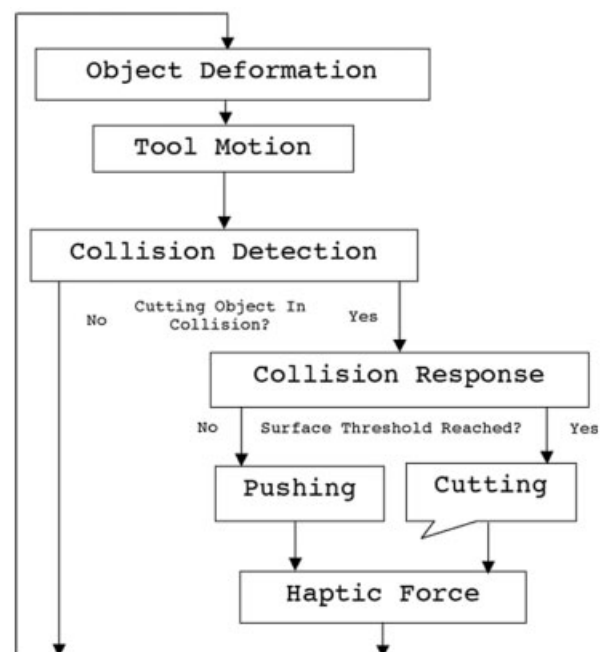 Object Deformation
Tool Motion
Collision Detection
No
Cutting Object In
Collision?
Yes
Collision Response
No
Surface Threshold Reached?
Yes
Pushing
Cutting
Haptic Force